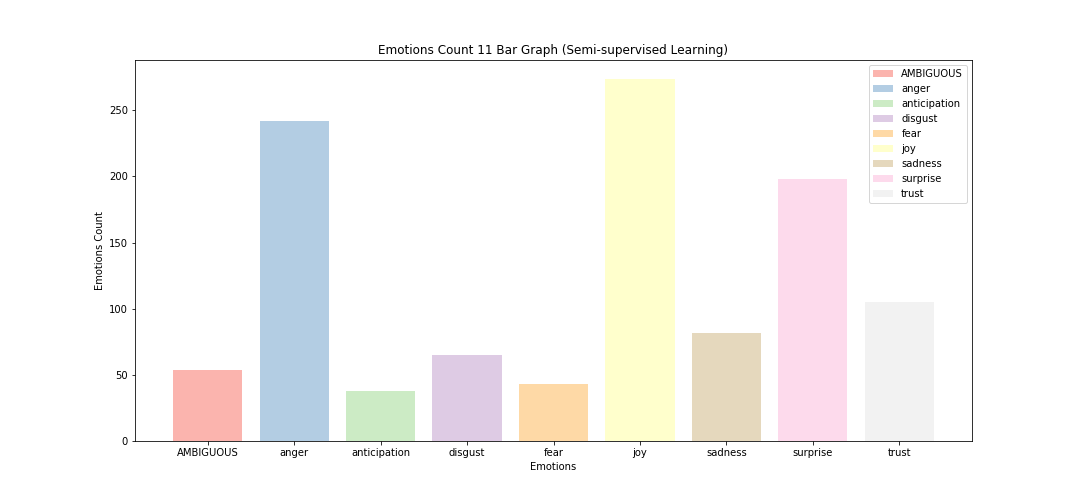 Emotions Count 11 Bar Graph (Semi-supervised Learning)
AMBIGUOUS
anger
anticipation
disgust
fear
joy
sadness
surprise
trust
Emotions Count
250
200
150
100
50
0
AMBIGUOUS anger anticipation disgust fear joy sadness surprise trust
Emotions